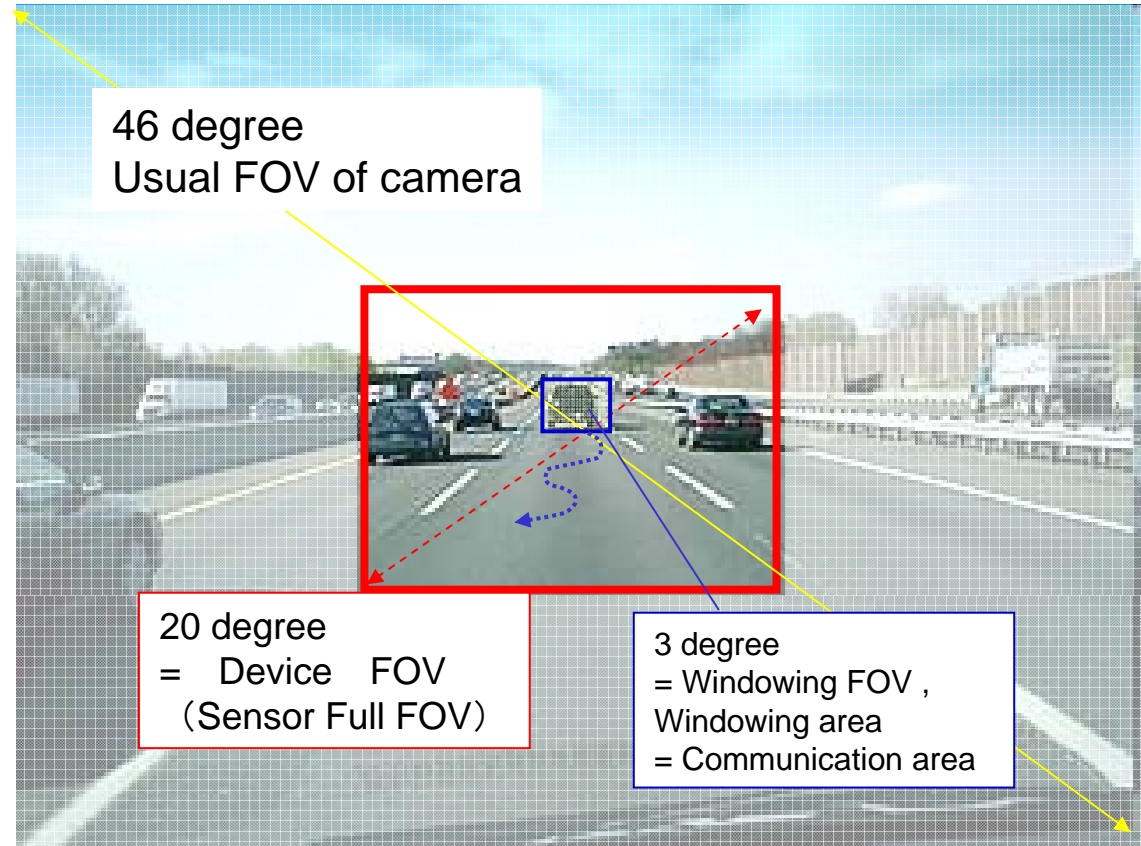 46 degree
Usual FOV of camera
20 degree
=　Device　FOV
（Sensor Full FOV）
3 degree
= Windowing FOV ,
Windowing area
= Communication area